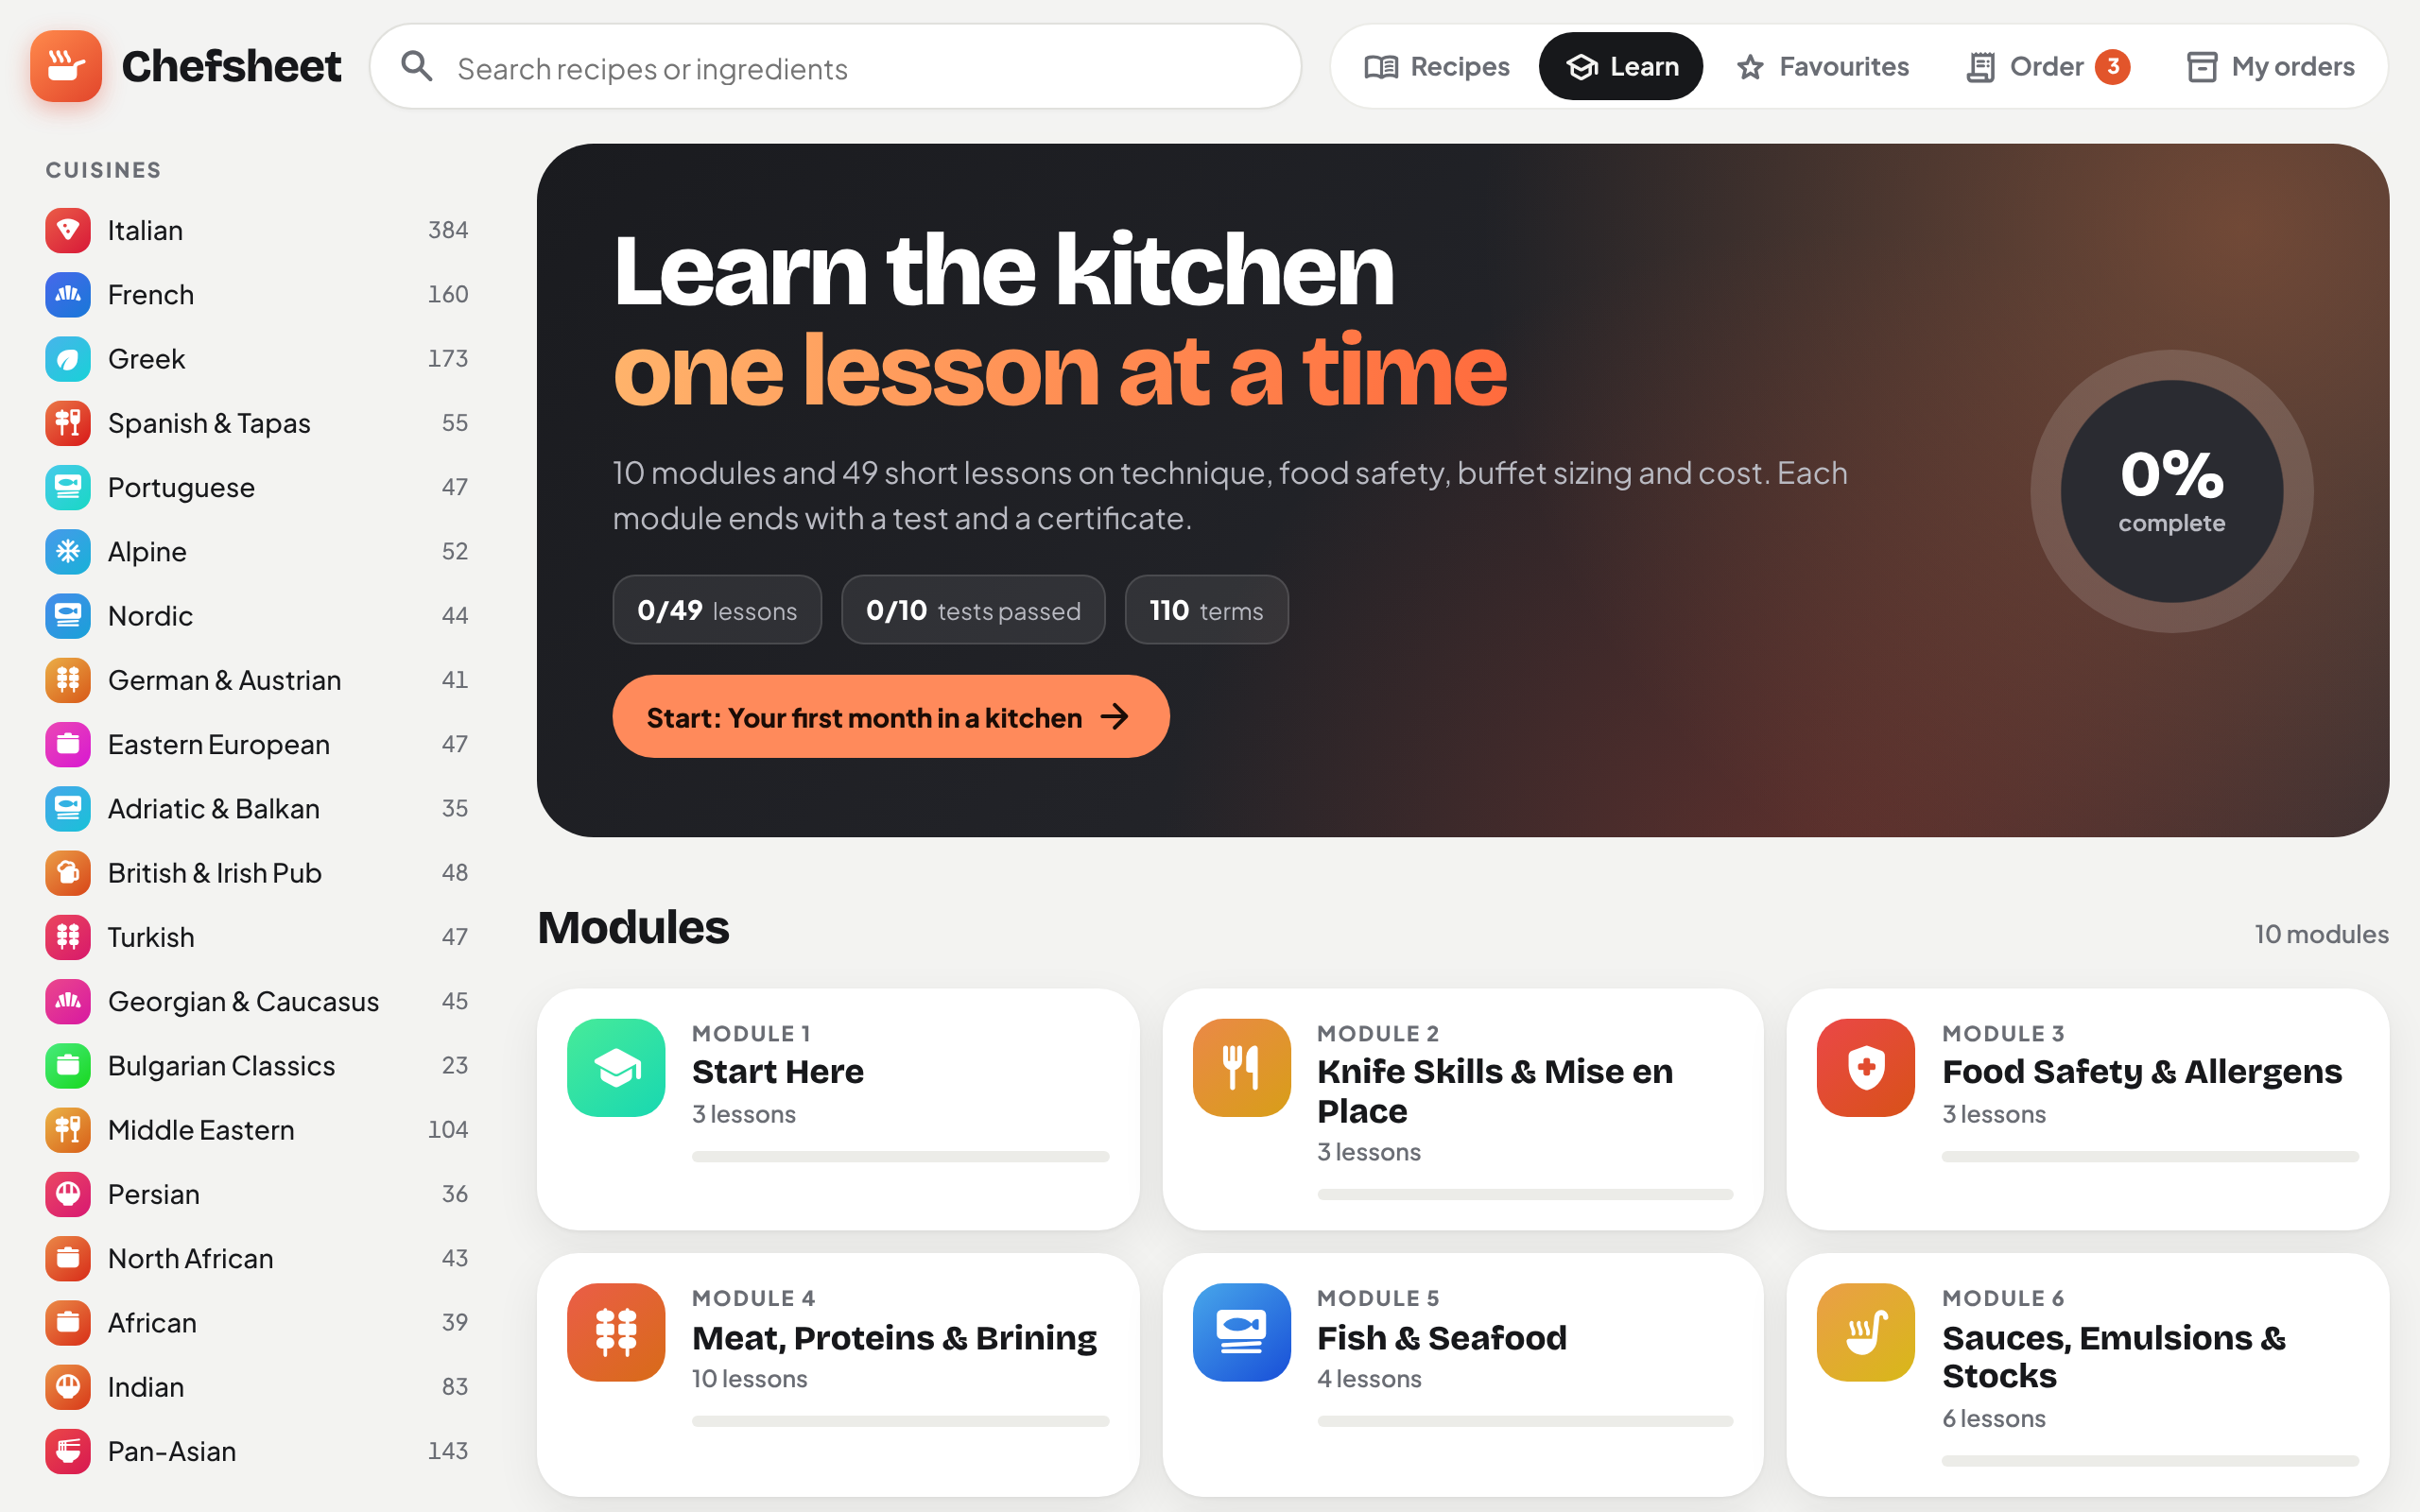 Chefsheet
Search recipes or ingredients
Recipes
Learn
Favourites
Order 3
My orders
CUISINES
Italian 384
French 160
Greek 173
Spanish & Tapas 55
Portuguese 47
Alpine 52
Nordic 44
German & Austrian 41
Eastern European 47
Adriatic & Balkan 35
British & Irish Pub 48
Turkish 47
Georgian & Caucasus 45
Bulgarian Classics 23
Middle Eastern 104
Persian 36
North African 43
African 39
Indian 83
Pan-Asian 143
Learn the kitchen
one lesson at a time
10 modules and 49 short lessons on technique, food safety, buffet sizing and cost. Each
module ends with a test and a certificate.
0/49 lessons
0/10 tests passed
110 terms
Start: Your first month in a kitchen
0%
complete
Modules
10 modules
MODULE 1
Start Here
3 lessons
MODULE 2
Knife Skills & Mise en
Place
3 lessons
MODULE 3
Food Safety & Allergens
3 lessons
MODULE 4
Meat, Proteins & Brining
10 lessons
MODULE 5
Fish & Seafood
4 lessons
MODULE 6
Sauces, Emulsions &
Stocks
6 lessons